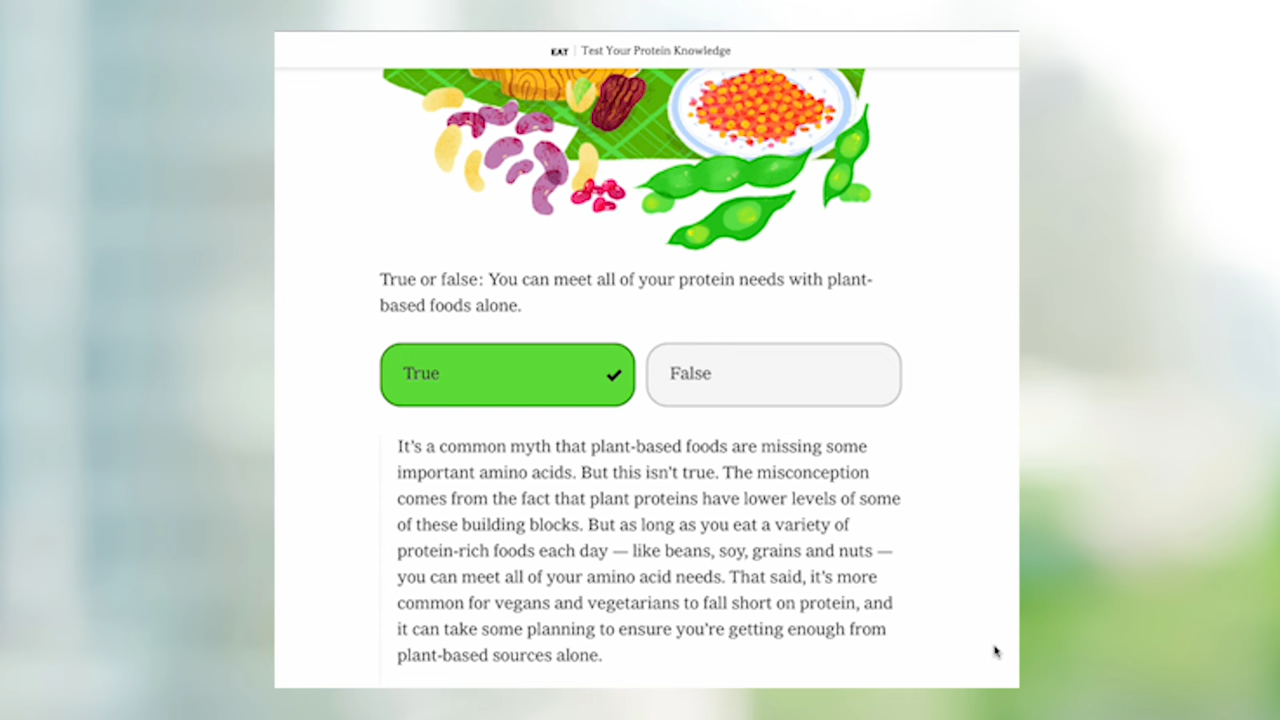 EAT | Test Your Protein Knowledge
True or false: You can meet all of your protein needs with plant-
based foods alone.
True
False
It's a common myth that plant-based foods are missing some
important amino acids. But this isn't true. The misconception
comes from the fact that plant proteins have lower levels of some
of these building blocks. But as long as you eat a variety of
protein-rich foods each day — like beans, soy, grains and nuts —
you can meet all of your amino acid needs. That said, it's more
common for vegans and vegetarians to fall short on protein, and
it can take some planning to ensure you're getting enough from
plant-based sources alone.